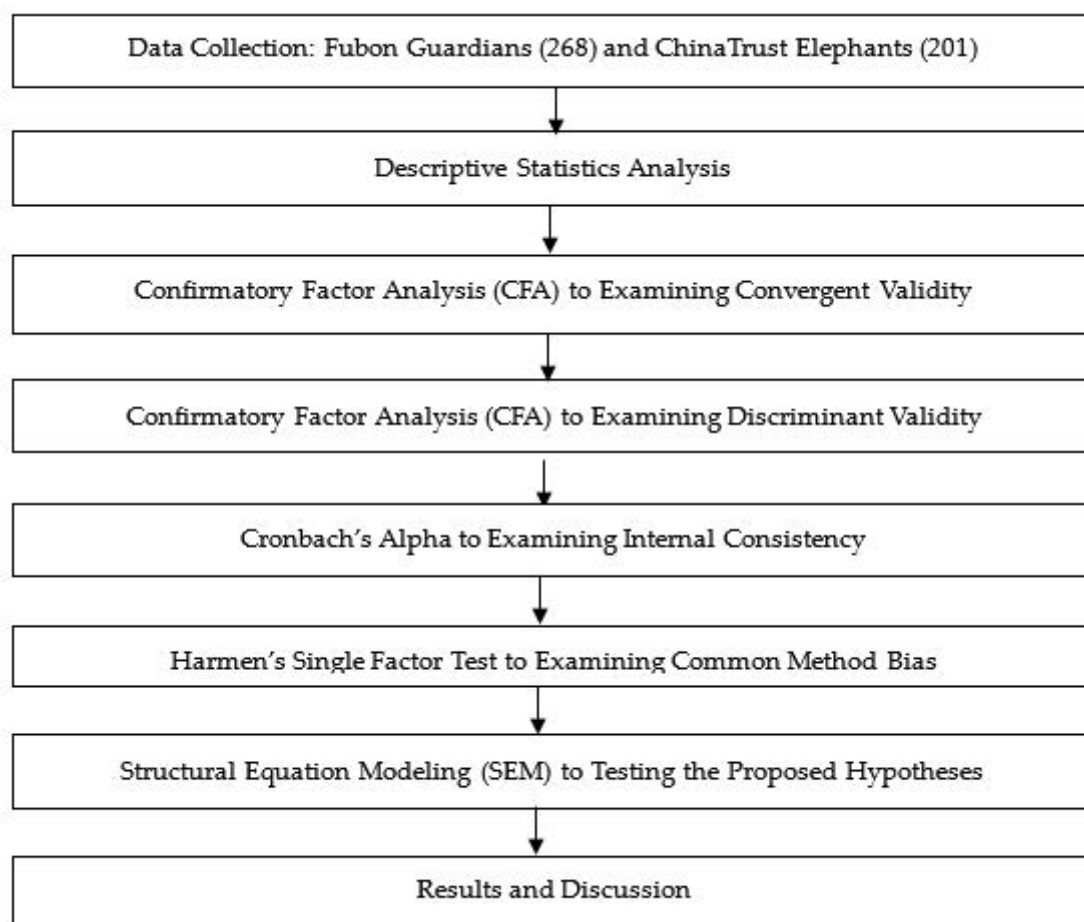 Data Collection: Fubon Guardians (268) and ChinaTrust Elephants (201)
Descriptive Statistics Analysis
Confirmatory Factor Analysis (CFA) to Examining Convergent Validity
Confirmatory Factor Analysis (CFA) to Examining Discriminant Validity
Cronbach’s Alpha to Examining Internal Consistency
Harmen’s Single Factor Test to Examining Common Method Bias
Structural Equation Modeling (SEM) to Testing the Proposed Hypotheses
Results and Discussion